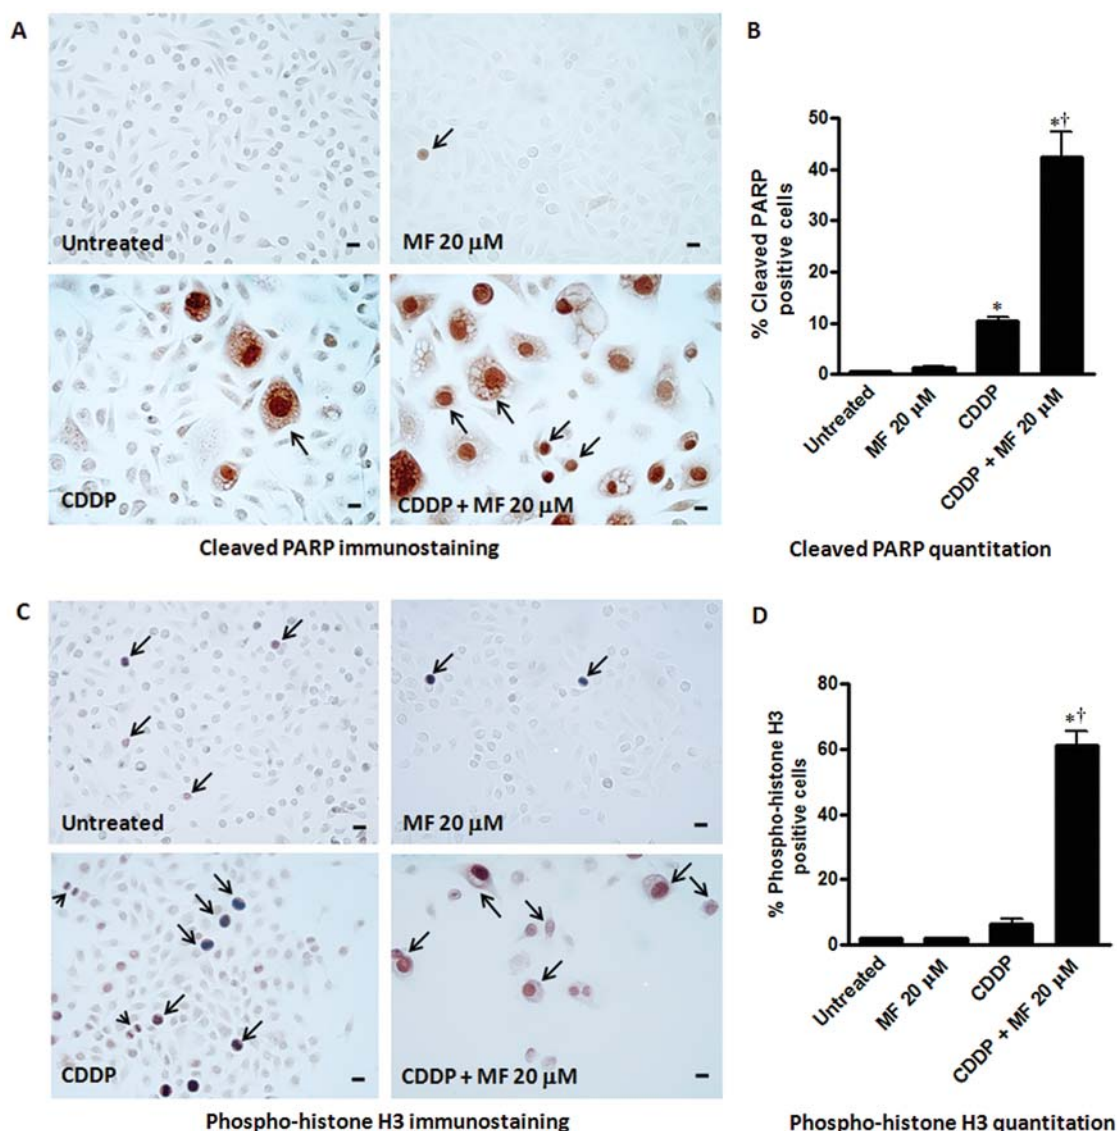 A
Untreated
MF 20 µM
CDDP
CDDP + MF 20 µM
Cleaved PARP immunostaining
B
% Cleaved PARP
positive cells
50
40
30
20
10
0
*
*†
Untreated
MF 20 µM
CDDP
CDDP + MF 20 µM
Cleaved PARP quantitation
C
Untreated
MF 20 µM
CDDP
CDDP + MF 20 µM
Phospho-histone H3 immunostaining
D
% Phospho-histone H3
positive cells
80
60
40
20
0
*†
Untreated
MF 20 µM
CDDP
CDDP + MF 20 µM
Phospho-histone H3 quantitation